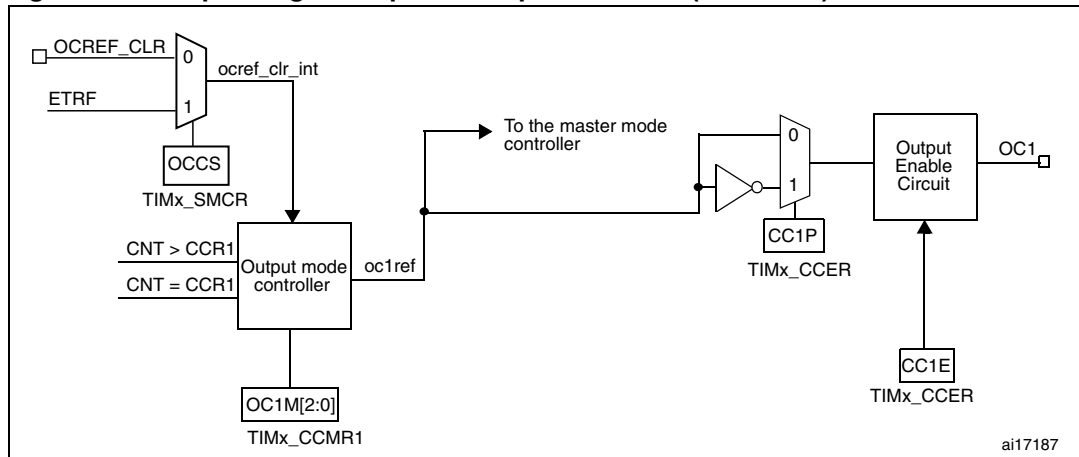 OCREF_CLR
0
ocref_clr_int
ETRF
1
OCCS
TIMx_SMCR
To the master mode
controller
0
1
CC1P
TIMx_CCER
Output
Enable
Circuit
OC1
CNT > CCR1
CNT = CCR1
Output mode
controller
oc1ref
OC1M[2:0]
TIMx_CCMR1
CC1E
TIMx_CCER
ai17187